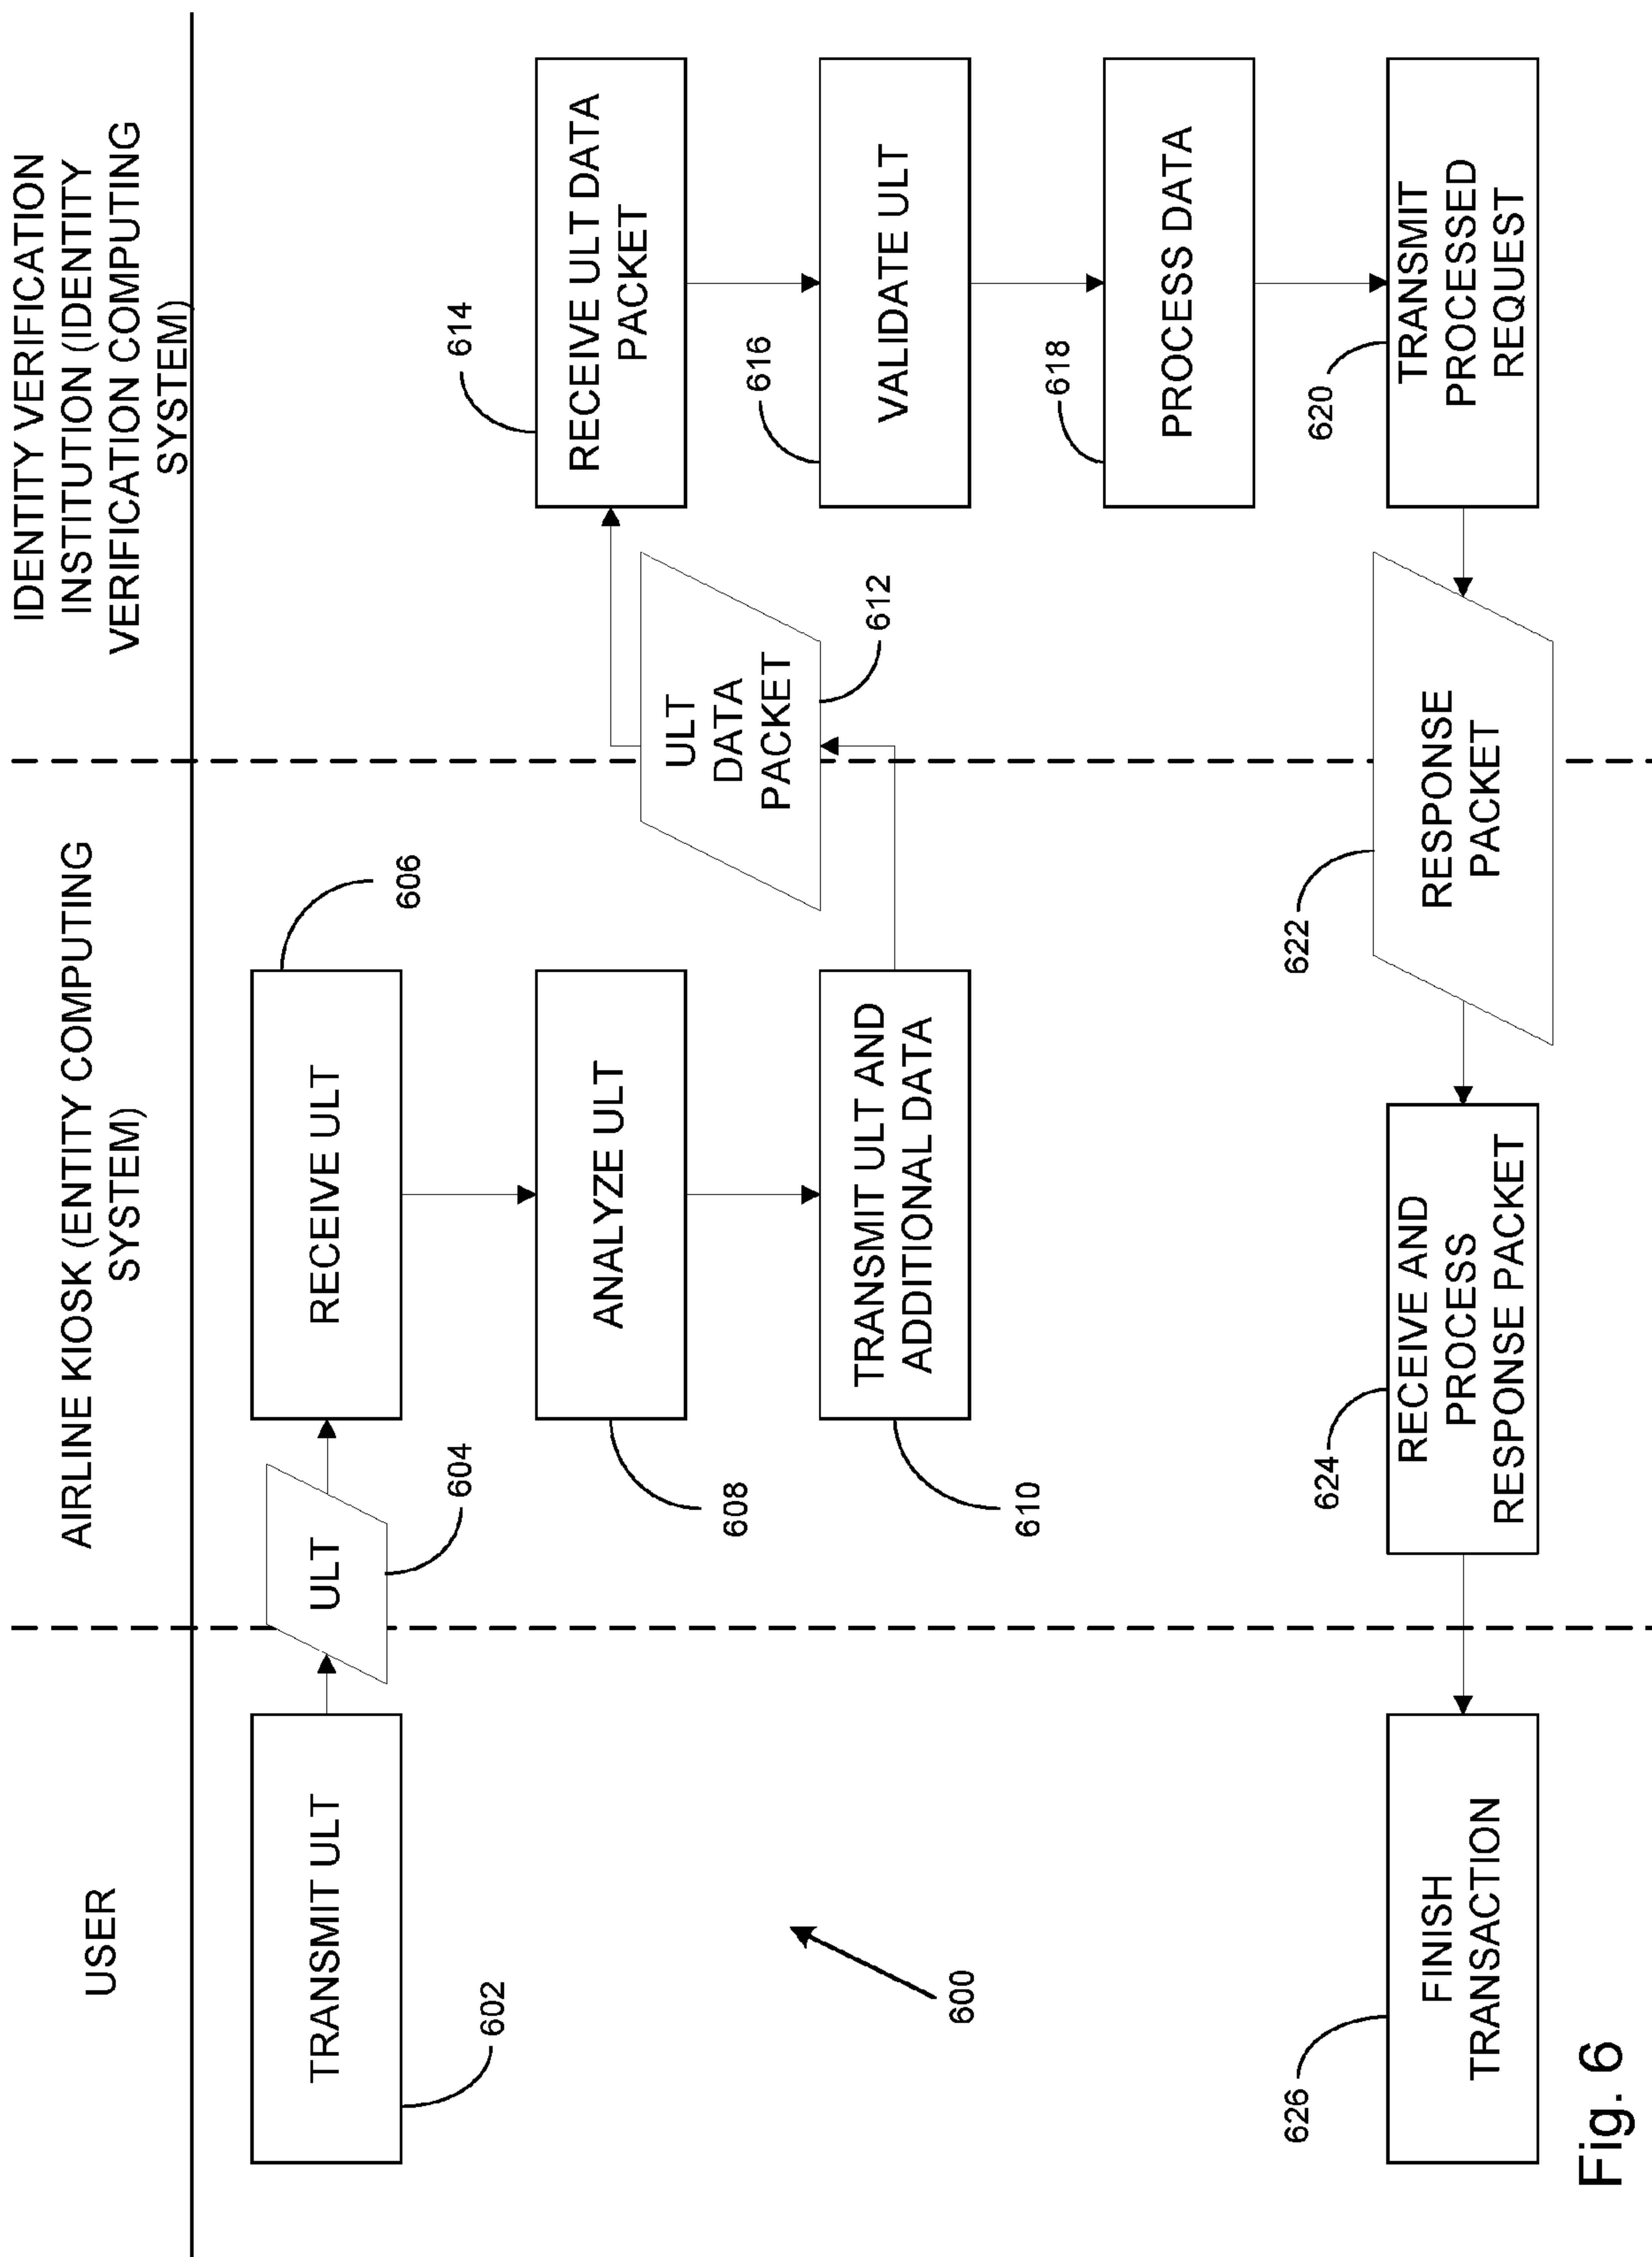 USER
AIRLINE KIOSK (ENTITY COMPUTING
SYSTEM)
IDENTITY VERIFICATION
INSTITUTION (IDENTITY
VERIFICATION COMPUTING
SYSTEM)
TRANSMIT ULT
602
ULT
604
RECEIVE ULT
606
ANALYZE ULT
608
TRANSMIT ULT AND
ADDITIONAL DATA
610
ULT
DATA
PACKET
612
RECEIVE ULT DATA
PACKET
614
VALIDATE ULT
616
PROCESS DATA
618
TRANSMIT
PROCESSED
REQUEST
620
RESPONSE
PACKET
622
RECEIVE AND
PROCESS
RESPONSE PACKET
624
FINISH
TRANSACTION
626
600
Fig. 6